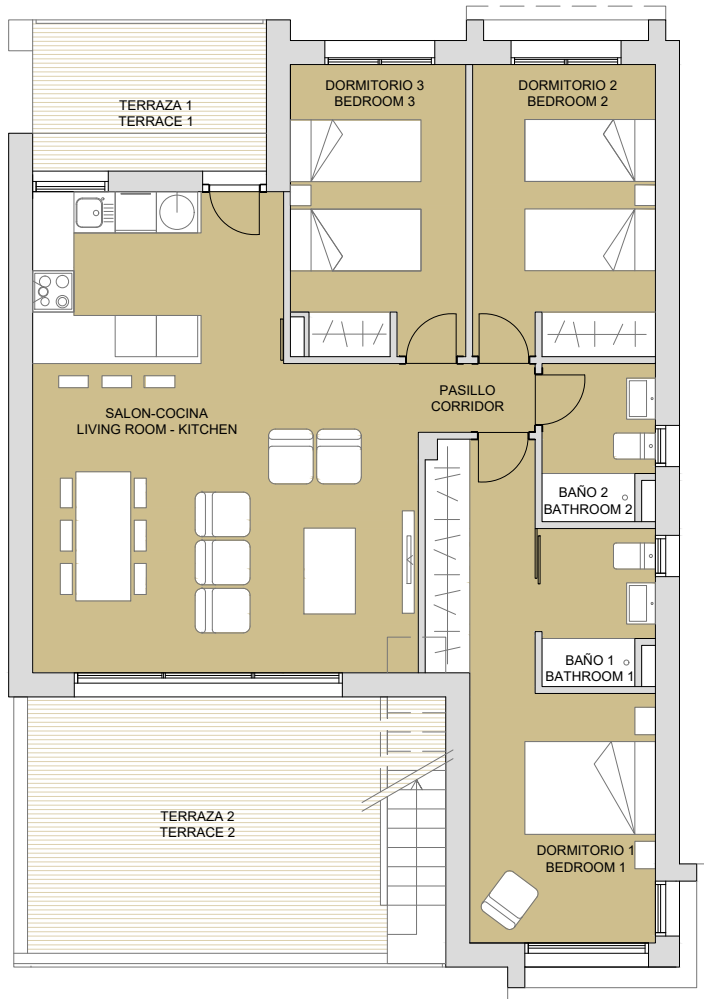 TERRAZA 1
TERRACE 1
DORMITORIO 3
BEDROOM 3
DORMITORIO 2
BEDROOM 2
PASILLO
CORRIDOR
SALON-COCINA
LIVING ROOM - KITCHEN
BAÑO 2
BATHROOM 2
BAÑO 1
BATHROOM 1
TERRAZA 2
TERRACE 2
DORMITORIO 1
BEDROOM 1